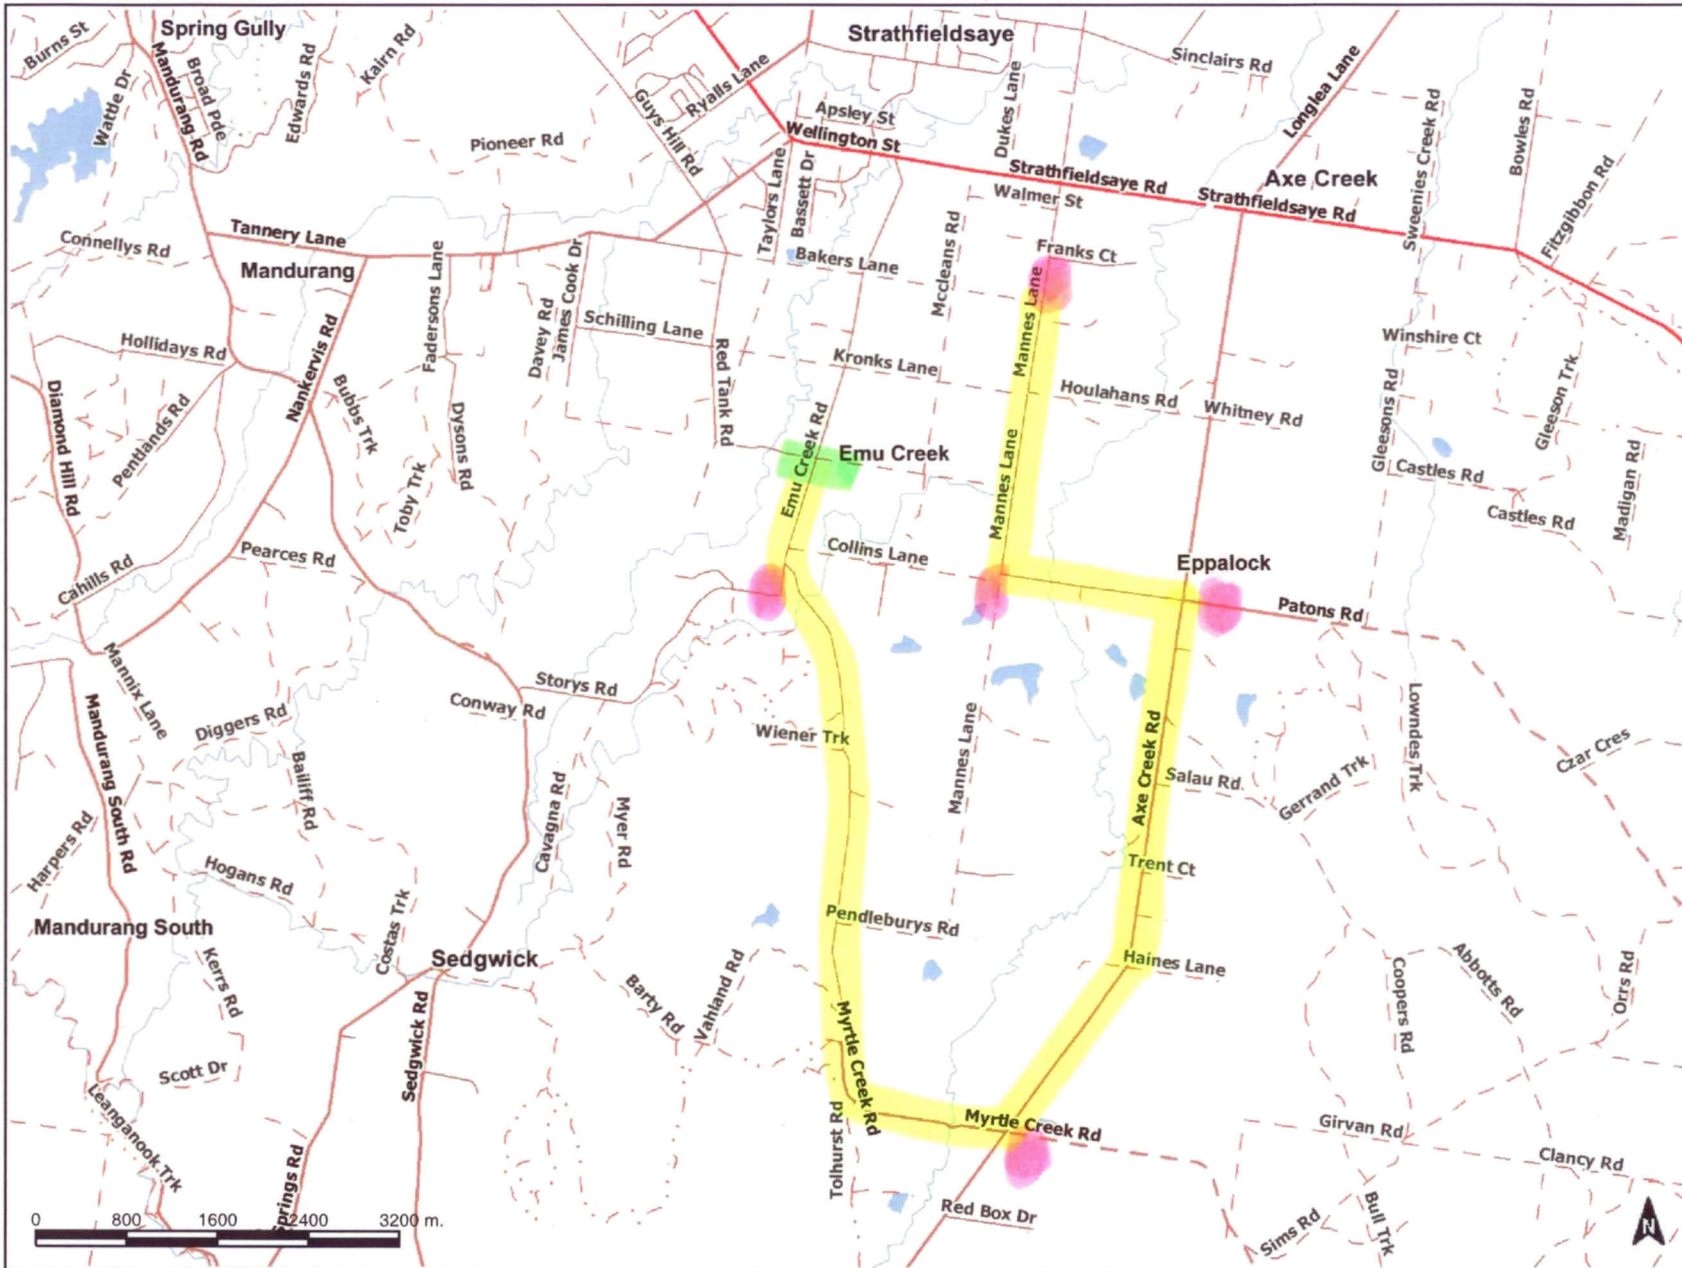 Spring Gully
Burns St
Wattle Dr
Mandurang Rd
Broad Pde
Edwards Rd
Kairn Rd
Pioneer Rd
Guys Hill Rd
Ryalls Lane
Strathfieldsaye
Apsley St
Wellington St
Dukes Lane
Sinclairs Rd
Longlea Lane
Axe Creek
Sweenies Creek Rd
Bowles Rd
Fitzgibbon Rd
Strathfieldsaye Rd
Strathfieldsaye Rd
Walmer St
Taylors Lane
Bassett Dr
Bakers Lane
Mccleans Rd
Franks Ct
Connellys Rd
Tannery Lane
Mandurang
Fadersons Lane
James Cook Dr
Davey Rd
Schilling Lane
Red Tank Rd
Kronks Lane
Mannes Lane
Houlahans Rd
Whitney Rd
Winshire Ct
Gleesons Rd
Gleeson Trk
Hollidays Rd
Nankervis Rd
Bubbs Trk
Dysons Rd
Toby Trk
Diamond Hill Rd
Pentlands Rd
Emu Creek Rd
Emu Creek
Mannes Lane
Castles Rd
Castles Rd
Madigan Rd
Pearces Rd
Cahills Rd
Collins Lane
Eppalock
Patons Rd
Mannix Lane
Mandurang South Rd
Diggers Rd
Bailiff Rd
Storys Rd
Conway Rd
Wiener Trk
Mannes Lane
Axe Creek Rd
Salau Rd
Gerrand Trk
Lowndes Trk
Czar Cres
Harpers Rd
Hogans Rd
Cavagna Rd
Myer Rd
Trent Ct
Mandurang South
Costas Trk
Sedgwick
Kerrs Rd
Pendleburys Rd
Haines Lane
Barty Rd
Vahland Rd
Coopers Rd
Abbotts Rd
Orrs Rd
Scott Dr
Sedgwick Rd
Myrtle Creek Rd
Leanganook Trk
Springs Rd
Tolhurst Rd
Myrtle Creek Rd
Girvan Rd
Clancy Rd
Red Box Dr
Sims Rd
Bull Trk
0 800 1600 2400 3200 m.
N